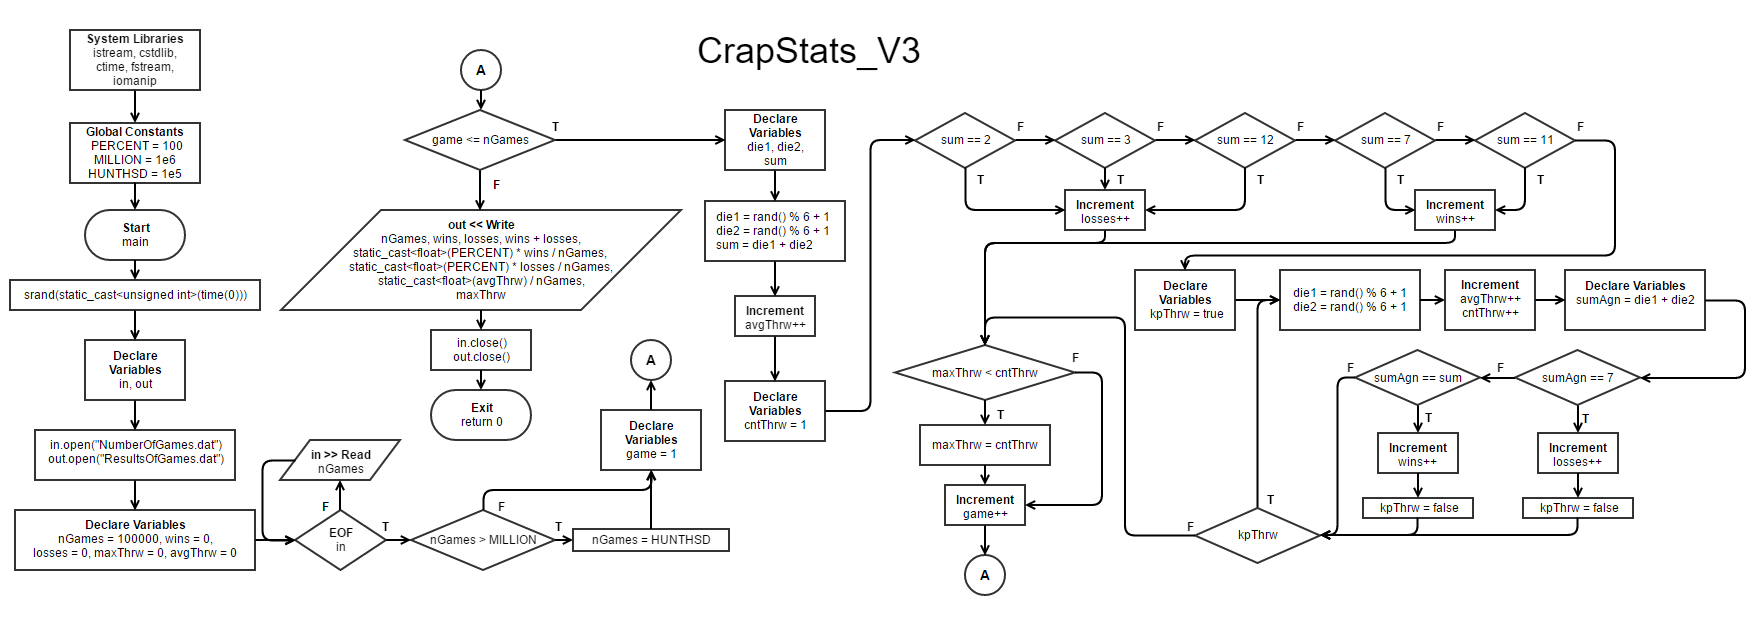 CrapStats_V3
System Libraries
istream, cstdlib,
ctime, fstream,
iomanip
Global Constants
PERCENT = 100
MILLION = 1e6
HUNTHSD = 1e5
Start
main
srand(static_cast<unsigned int>(time(0)))
Declare
Variables
in, out
in.open("NumberOfGames.dat")
out.open("ResultsOfGames.dat")
Declare Variables
nGames = 100000, wins = 0,
losses = 0, maxThrw = 0, avgThrw = 0
EOF
in
F
in >> Read
nGames
T
nGames > MILLION
F
T
nGames = HUNTHSD
Declare
Variables
game = 1
A
A
game <= nGames
T
F
out << Write
nGames, wins, losses, wins + losses,
static_cast<float>(PERCENT) * wins / nGames,
static_cast<float>(PERCENT) * losses / nGames,
static_cast<float>(avgThrw) / nGames,
maxThrw
in.close()
out.close()
Exit
return 0
Declare
Variables
die1, die2,
sum
die1 = rand() % 6 + 1
die2 = rand() % 6 + 1
sum = die1 + die2
Increment
avgThrw++
Declare
Variables
cntThrw = 1
sum == 2
F
sum == 3
F
sum == 12
F
sum == 7
F
sum == 11
F
T
T
T
T
T
Increment
losses++
Increment
wins++
Declare
Variables
kpThrw = true
die1 = rand() % 6 + 1
die2 = rand() % 6 + 1
Increment
avgThrw++
cntThrw++
Declare Variables
sumAgn = die1 + die2
sumAgn == 7
F
T
Increment
losses++
kpThrw = false
sumAgn == sum
F
T
Increment
wins++
kpThrw = false
kpThrw
T
F
maxThrw < cntThrw
F
T
maxThrw = cntThrw
Increment
game++
A